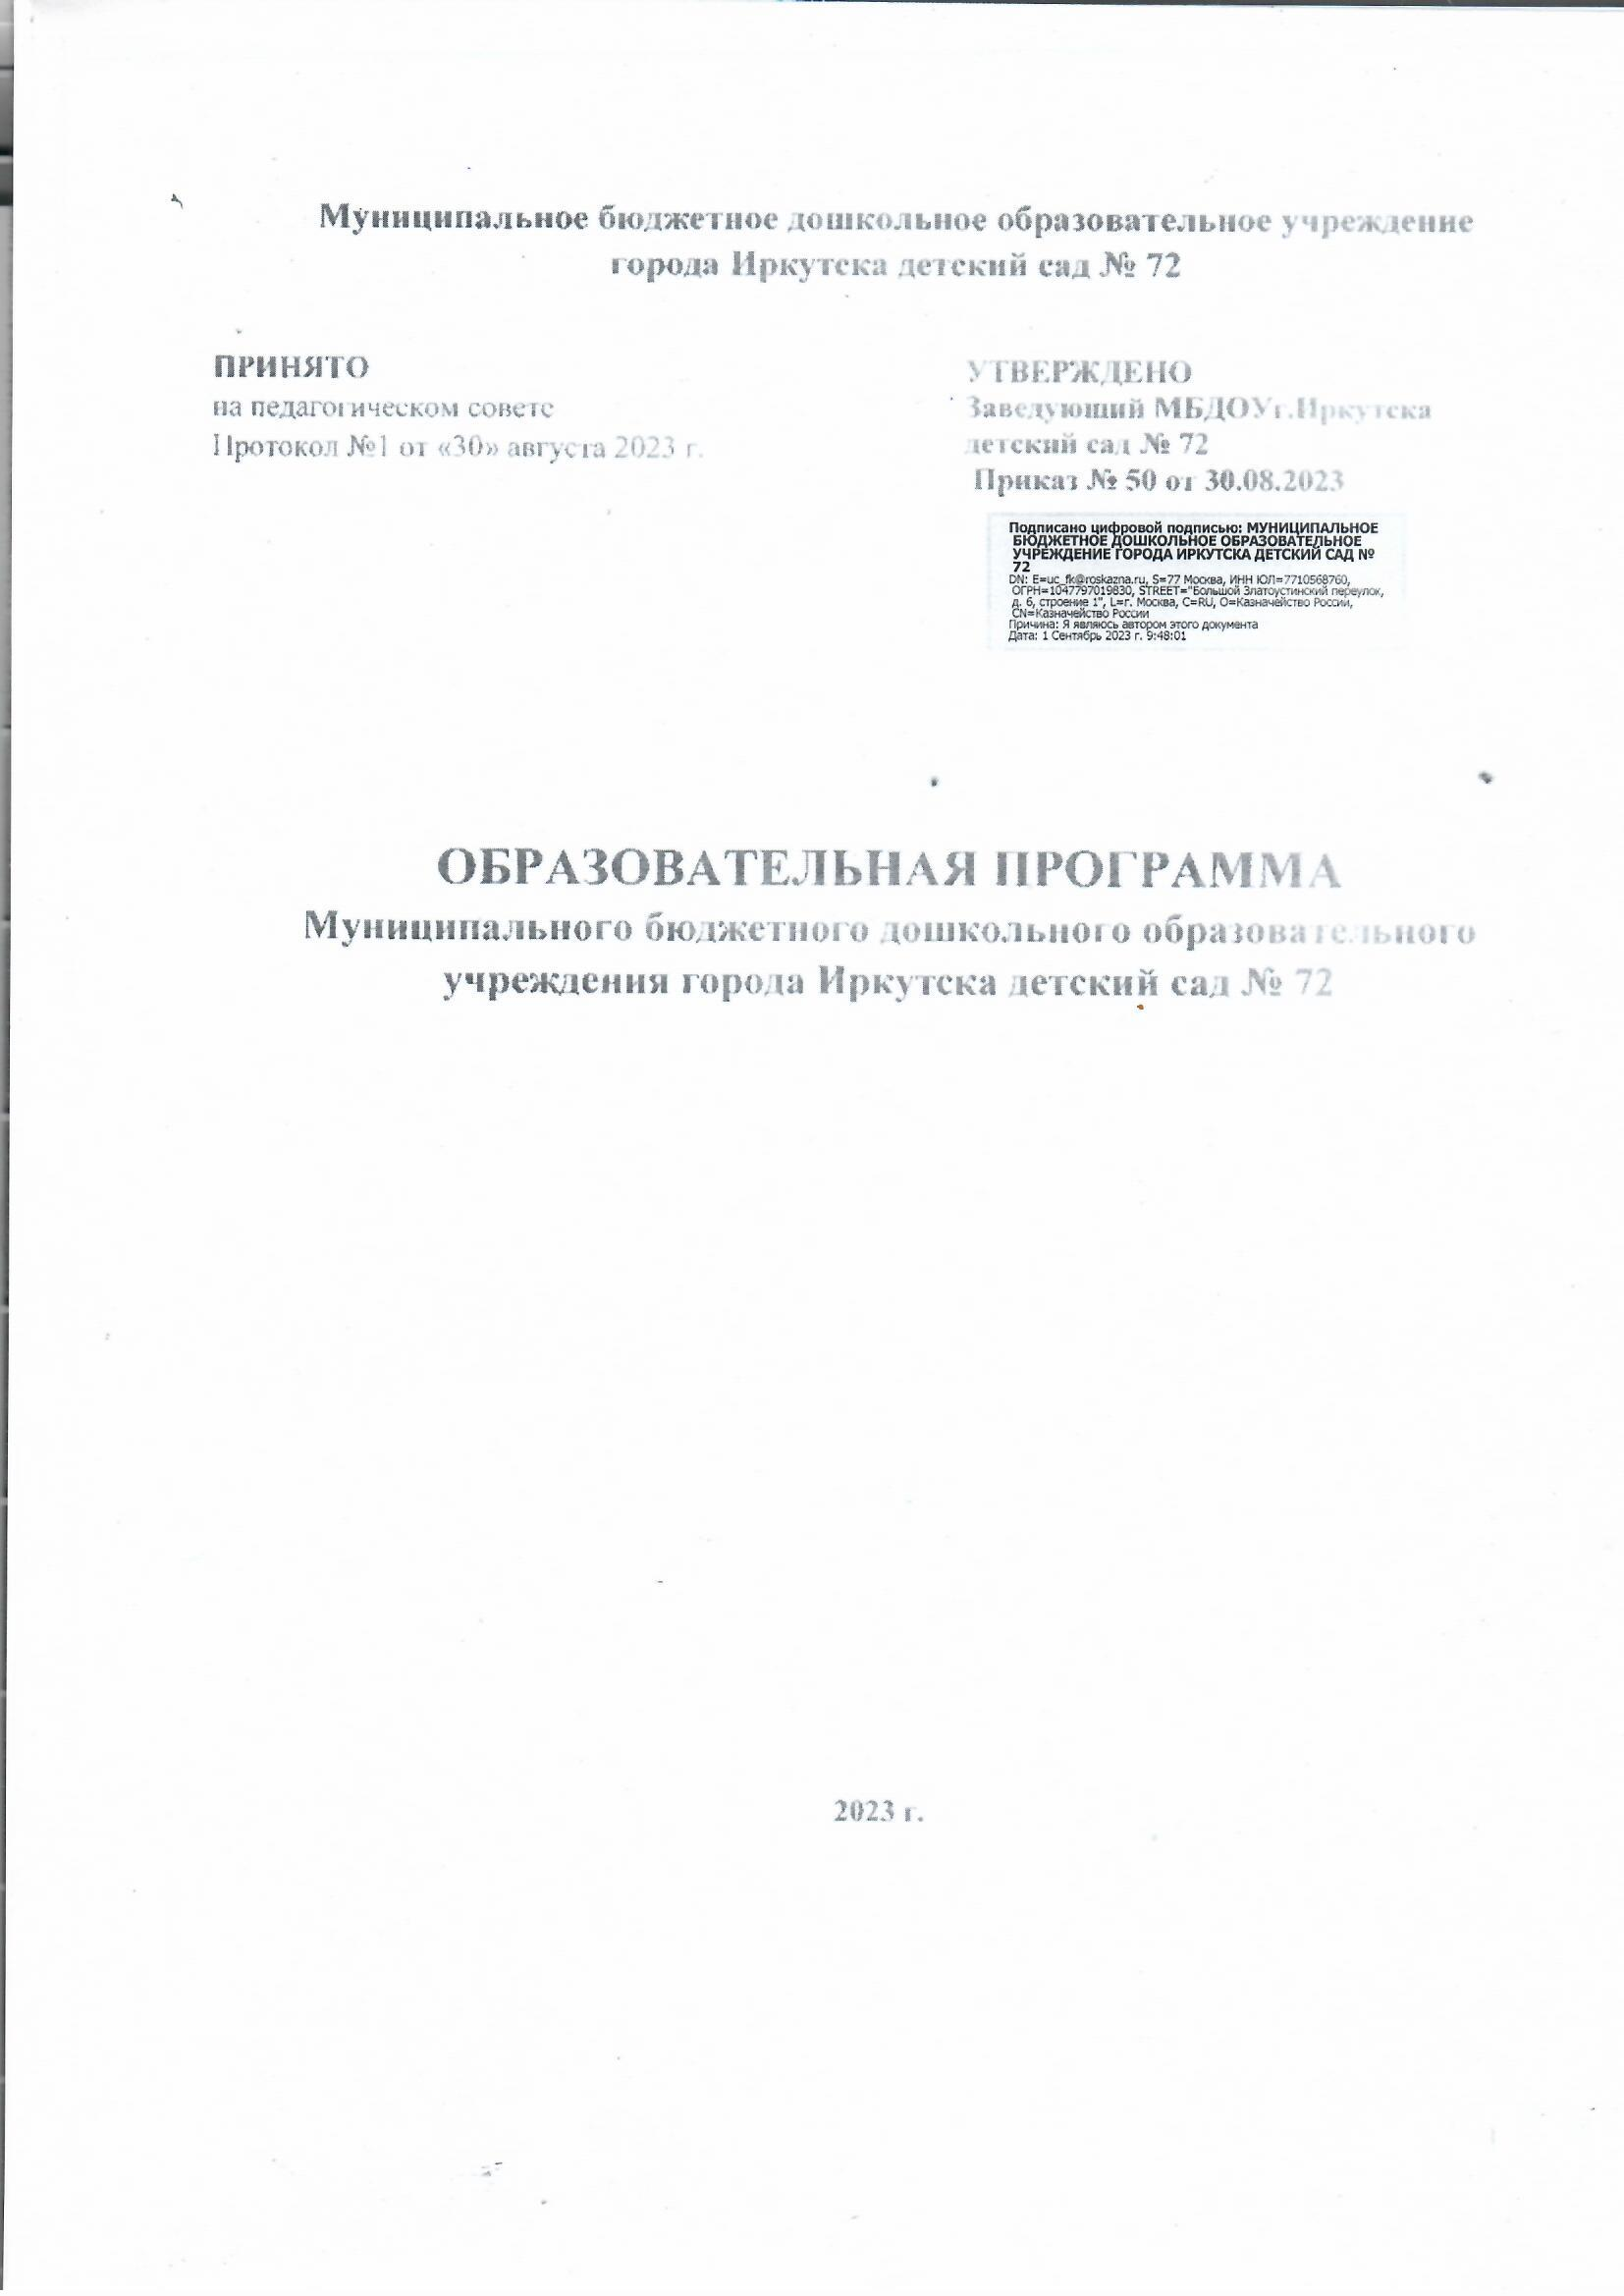 Муниципальное бюджетное дошкольное образовательное учреждение
города Иркутска детский сад № 72
ПРИНЯТО
на педагогическом совете
Протокол №1 от «30» августа 2023 г.
УТВЕРЖДЕНО
Заведующий МБДОУг.Иркутска
детский сад № 72
Приказ № 50 от 30.08.2023
Подписано цифровой подписью: МУНИЦИПАЛЬНОЕ
БЮДЖЕТНОЕ ДОШКОЛЬНОЕ ОБРАЗОВАТЕЛЬНОЕ
УЧРЕЖДЕНИЕ ГОРОДА ИРКУТСКА ДЕТСКИЙ САД №
72
DN: E=uc_fk@roskazna.ru, S=77 Москва, ИНН ЮЛ=7710568760,
ОГРН=1047797019830, STREET="Большой Златоустинский переулок,
д. 6, строение 1", L=г. Москва, C=RU, O=Казначейство России,
CN=Казначейство России
Причина: Я являюсь автором этого документа
Дата: 1 Сентябрь 2023 г. 9:48:01
ОБРАЗОВАТЕЛЬНАЯ ПРОГРАММА
Муниципального бюджетного дошкольного образовательного
учреждения города Иркутска детский сад № 72
2023 г.